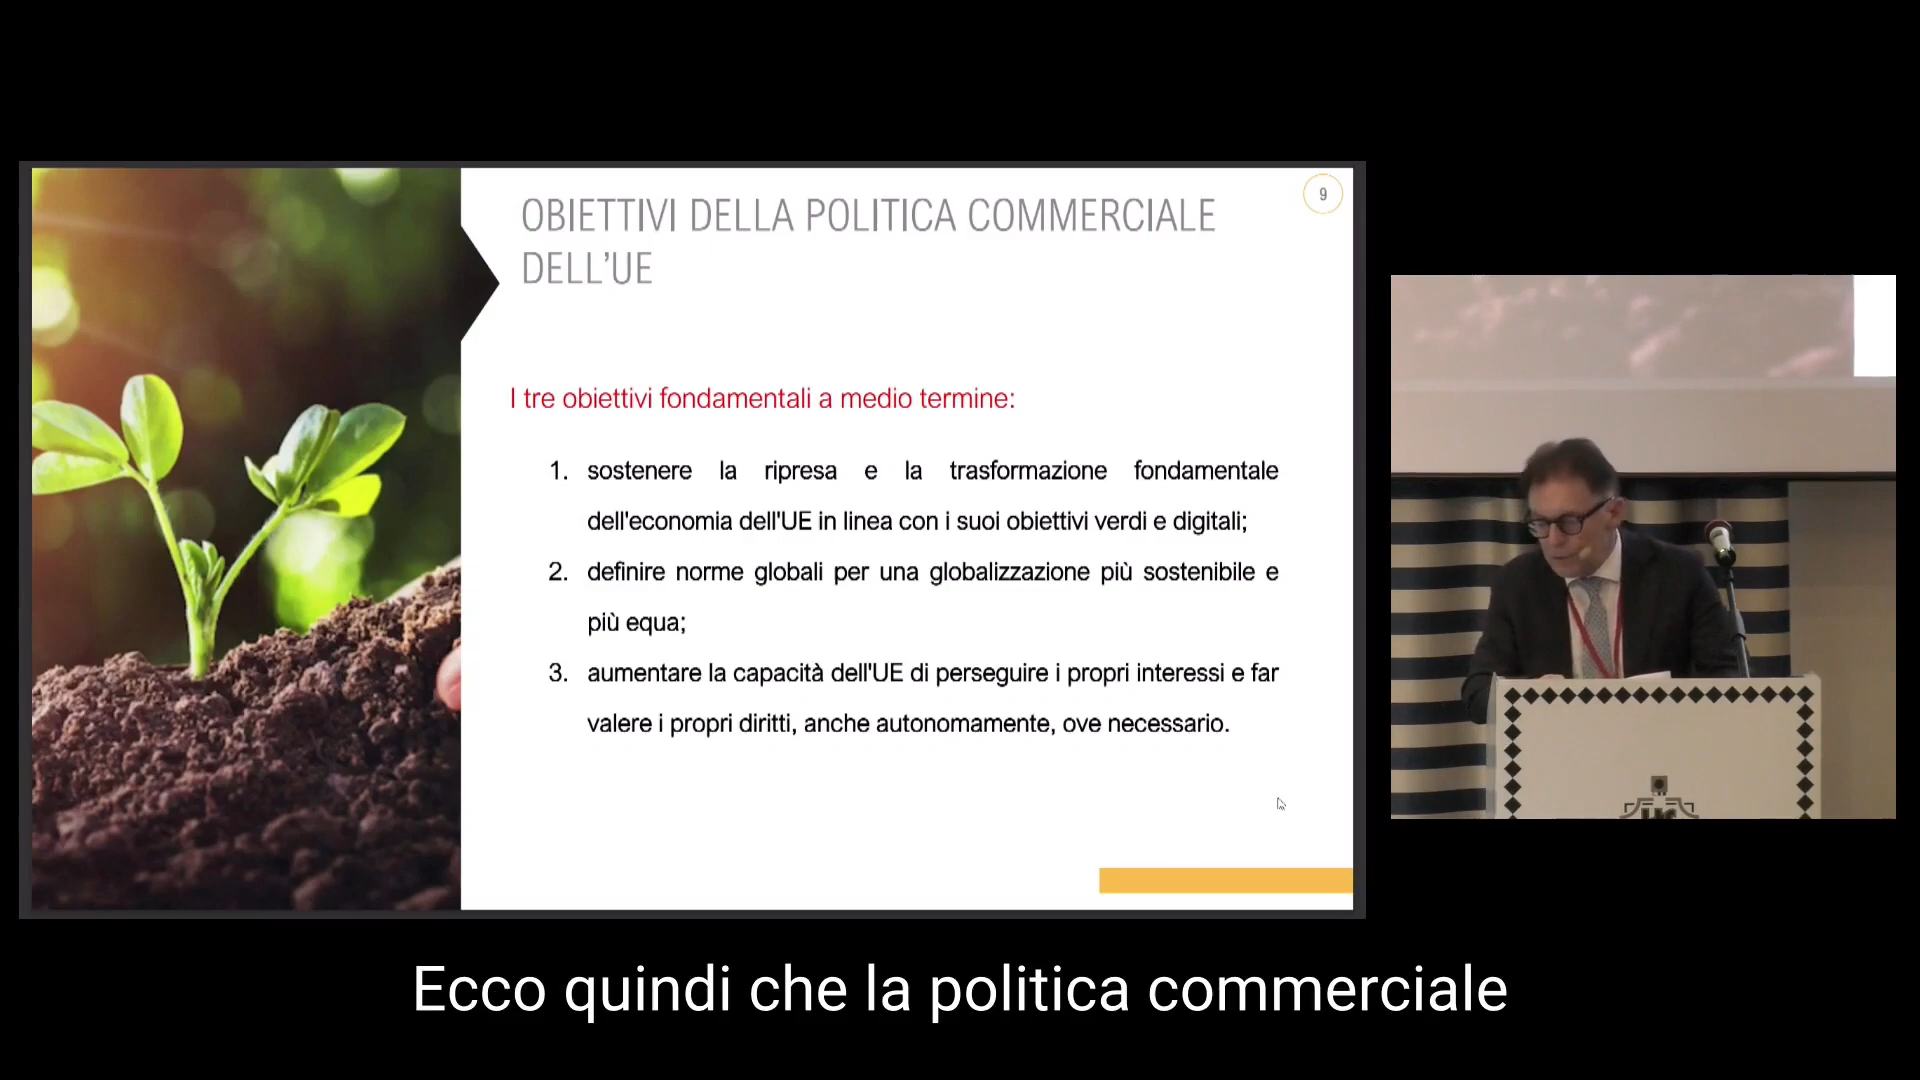 OBIETTIVI DELLA POLITICA COMMERCIALE
DELL’UE
9
I tre obiettivi fondamentali a medio termine:
1. sostenere la ripresa e la trasformazione fondamentale
dell'economia dell'UE in linea con i suoi obiettivi verdi e digitali;
2. definire norme globali per una globalizzazione più sostenibile e
più equa;
3. aumentare la capacità dell'UE di perseguire i propri interessi e far
valere i propri diritti, anche autonomamente, ove necessario.
Ecco quindi che la politica commerciale